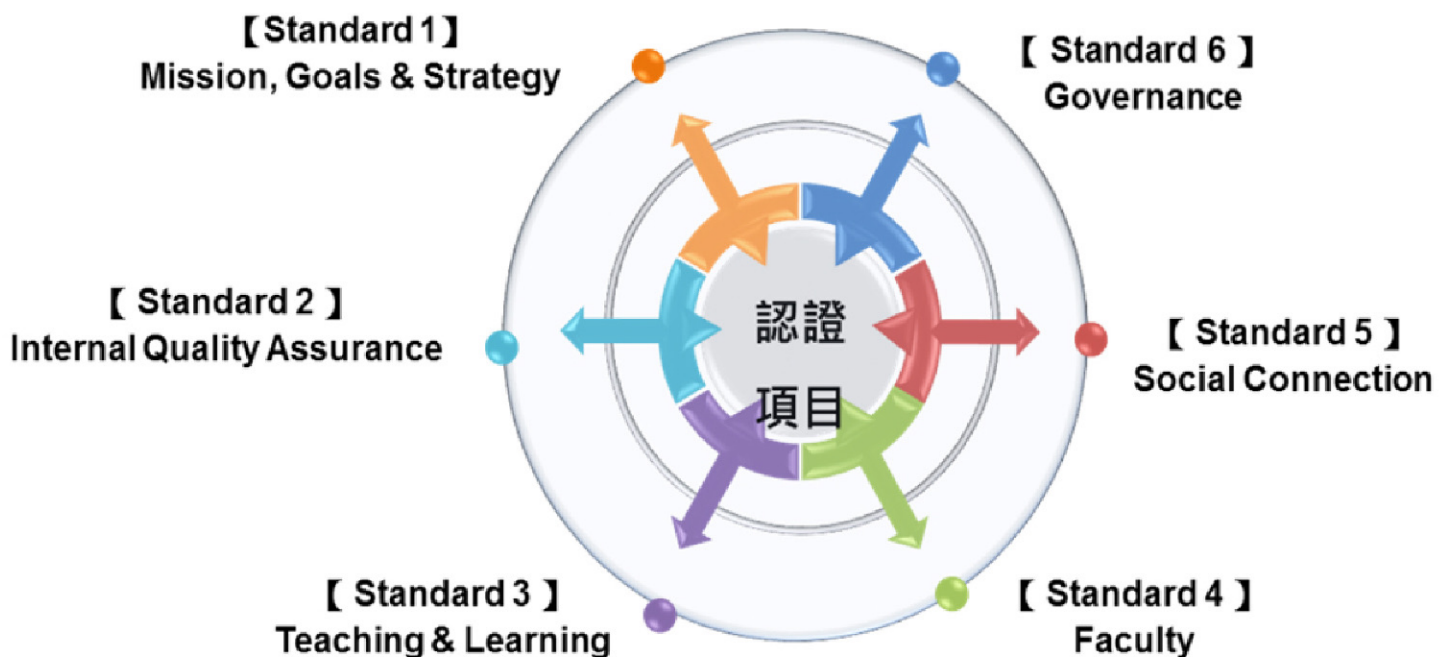 【Standard 1】
Mission, Goals & Strategy
【 Standard 6 】
Governance
【 Standard 2 】
Internal Quality Assurance
認證
項目
【 Standard 5 】
Social Connection
【 Standard 3 】
Teaching & Learning
【 Standard 4 】
Faculty